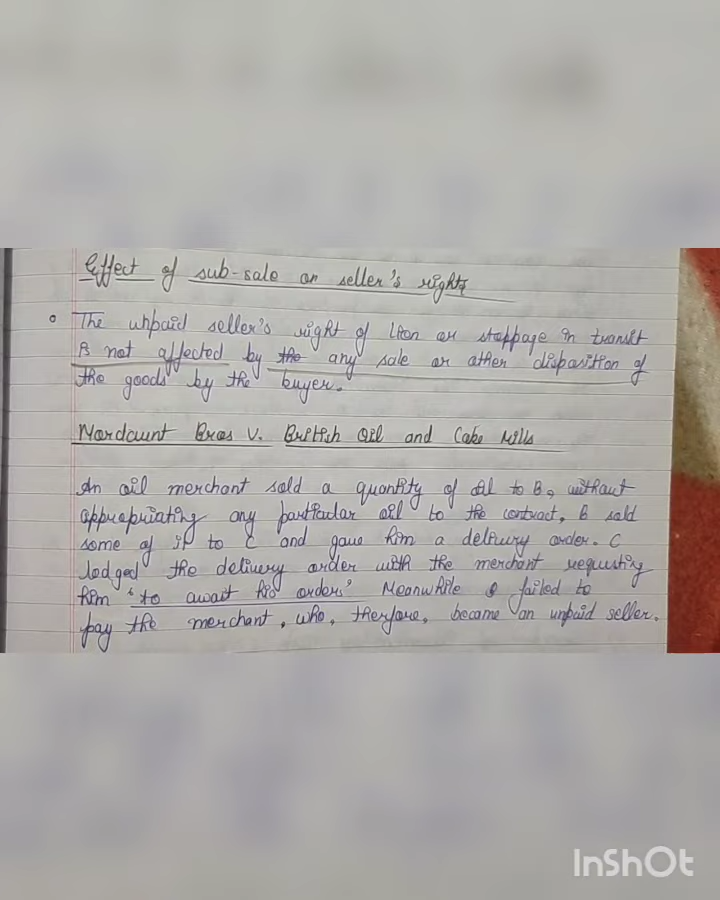 Effect of sub-sale on seller's rights
The unpaid seller's right of lien or stoppage in transit
is not affected by the any sale or other disposition of
the goods by the buyer.
Mordaunt Bros V. British Oil and Cake Mills
An oil merchant sold a quantity of oil to B, without
appropriating any particular oil to the contract. B sold
some of it to C and gave him a delivery order. C
lodged the delivery order with the merchant requesting
him 'to await his orders' Meanwhile failed to
pay the merchant, who, therefore, became an unpaid seller.
InShOt